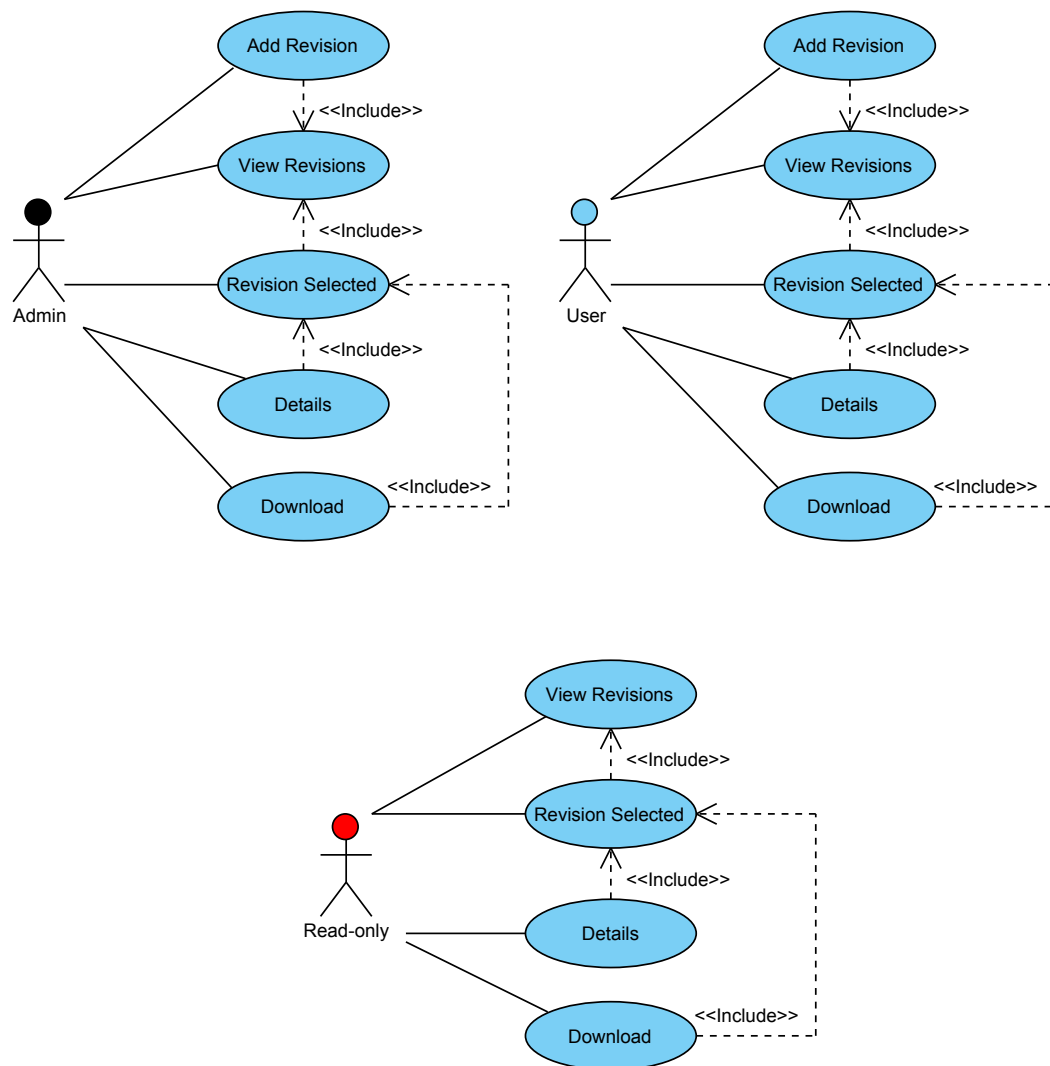 Add Revision
<<Include>>
View Revisions
<<Include>>
Revision Selected
Admin
<<Include>>
Details
<<Include>>
Download
Add Revision
<<Include>>
View Revisions
<<Include>>
Revision Selected
User
<<Include>>
Details
<<Include>>
Download
View Revisions
<<Include>>
Revision Selected
<<Include>>
Read-only
Details
<<Include>>
Download